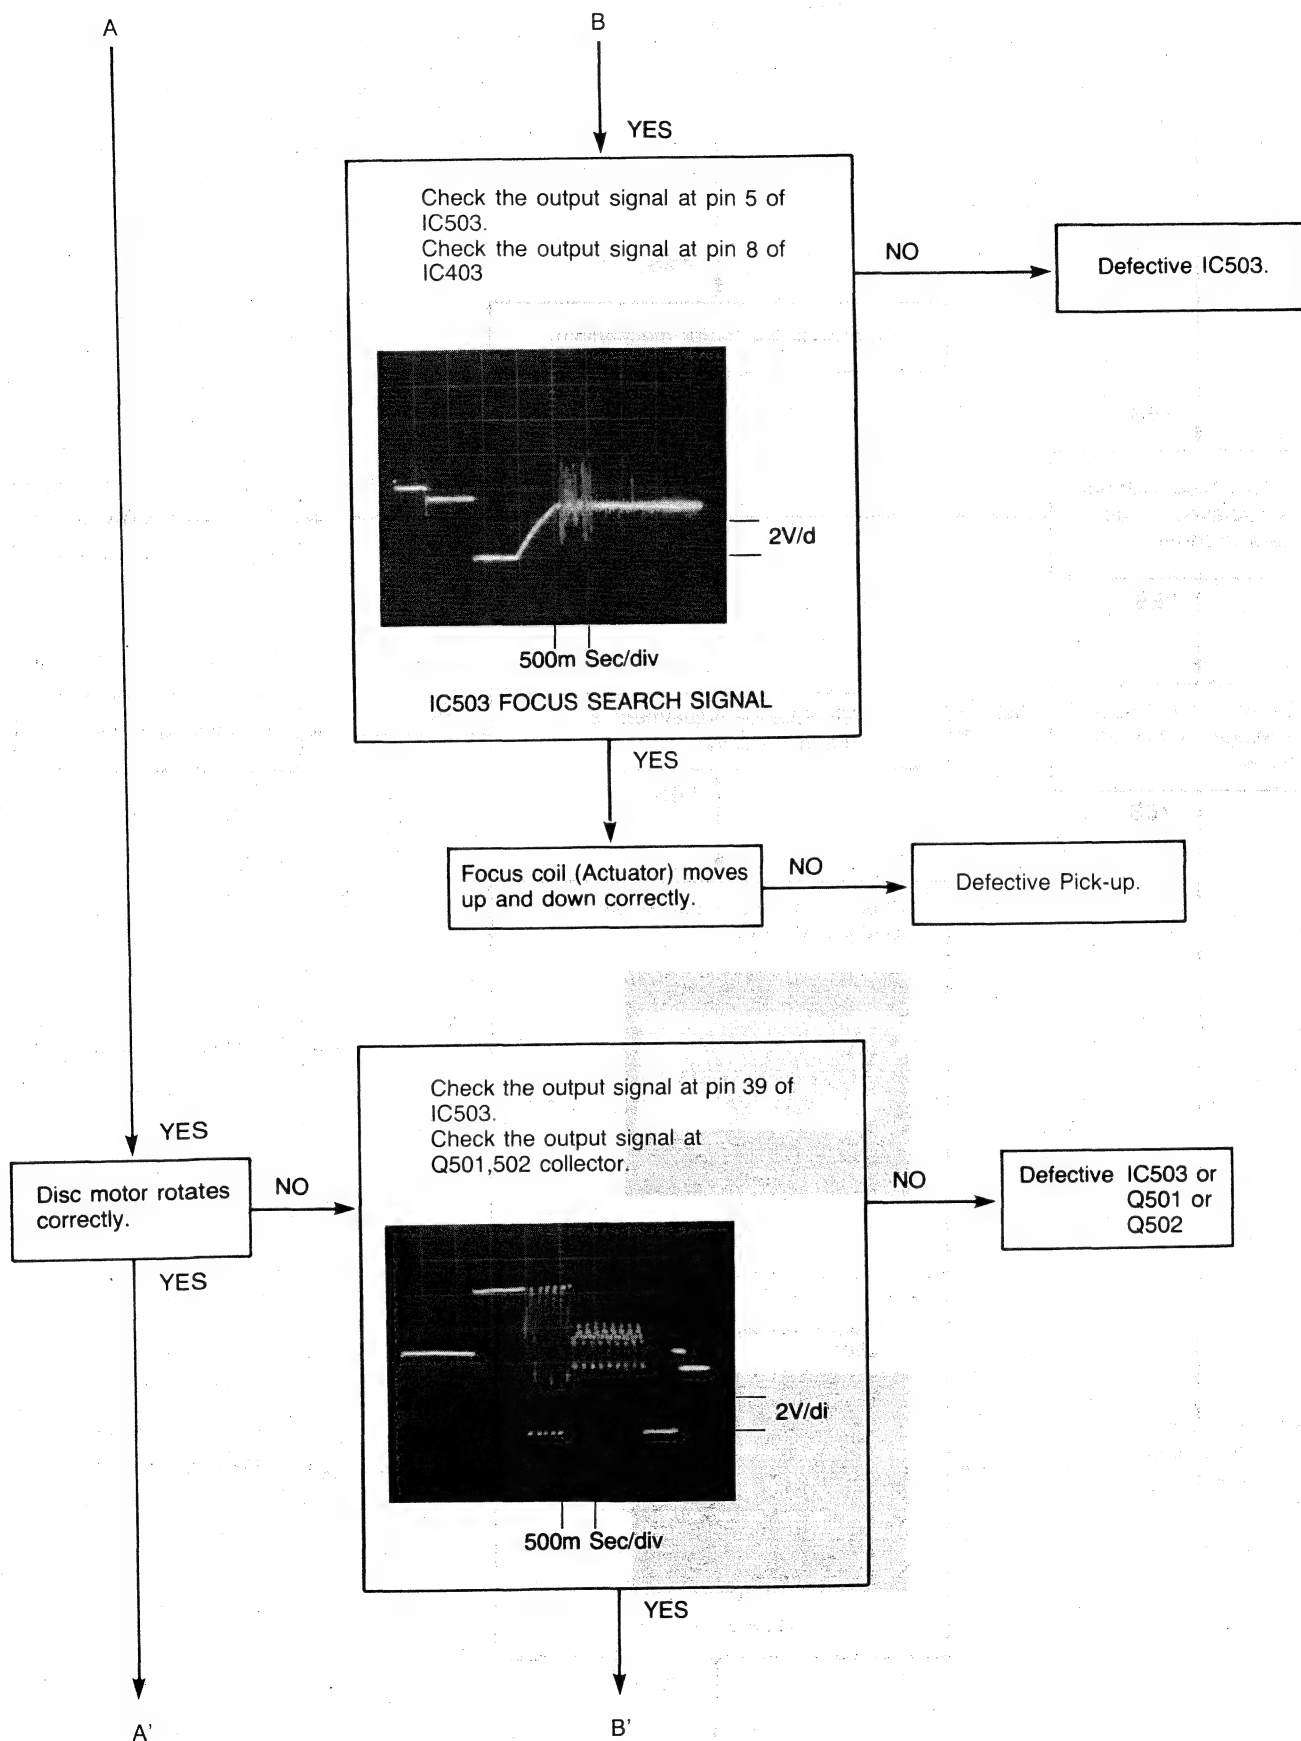 A
B
YES
Check the output signal at pin 5 of
IC503.
Check the output signal at pin 8 of
IC403
NO
Defective IC503.
2V/d
500m Sec/div
IC503 FOCUS SEARCH SIGNAL
YES
Focus coil (Actuator) moves
up and down correctly.
NO
Defective Pick-up.
YES
Disc motor rotates
correctly.
NO
Check the output signal at pin 39 of
IC503.
Check the output signal at
Q501,502 collector.
NO
Defective IC503 or
Q501 or
Q502
2V/di
500m Sec/div
YES
YES
A'
B'